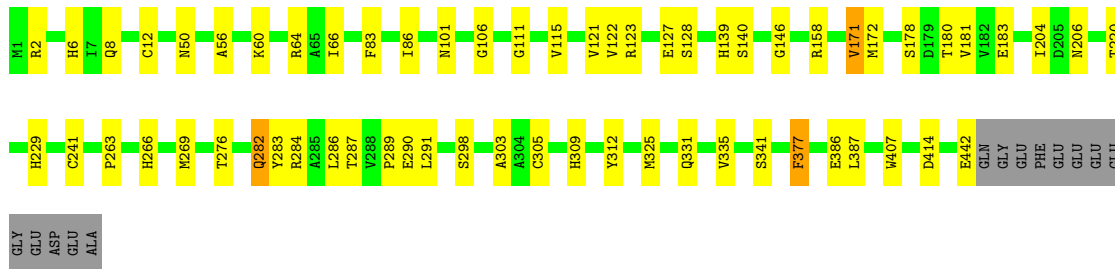 M1 R2 H6 I7 Q8 C12 N50 A56 K60 R64 A65 I66 F83 I86 N101 G106 G111 V115 V121 V122 R123 E127 S128 H139 S140 G146 R158 V171 M172 S178 D179 T180 V181 V182 E183 I204 D205 N206 T220
H229 C241 P263 H266 M269 T276 Q282 Y283 R284 A285 L286 T287 V288 P289 E290 L291 S298 A303 A304 C305 H309 Y312 M325 Q331 V335 S341 F377 E386 L387 W407 D414 E442 GLN GLY GLU PHE GLU GLU GLU GLU
GLY GLU ASP GLU ALA